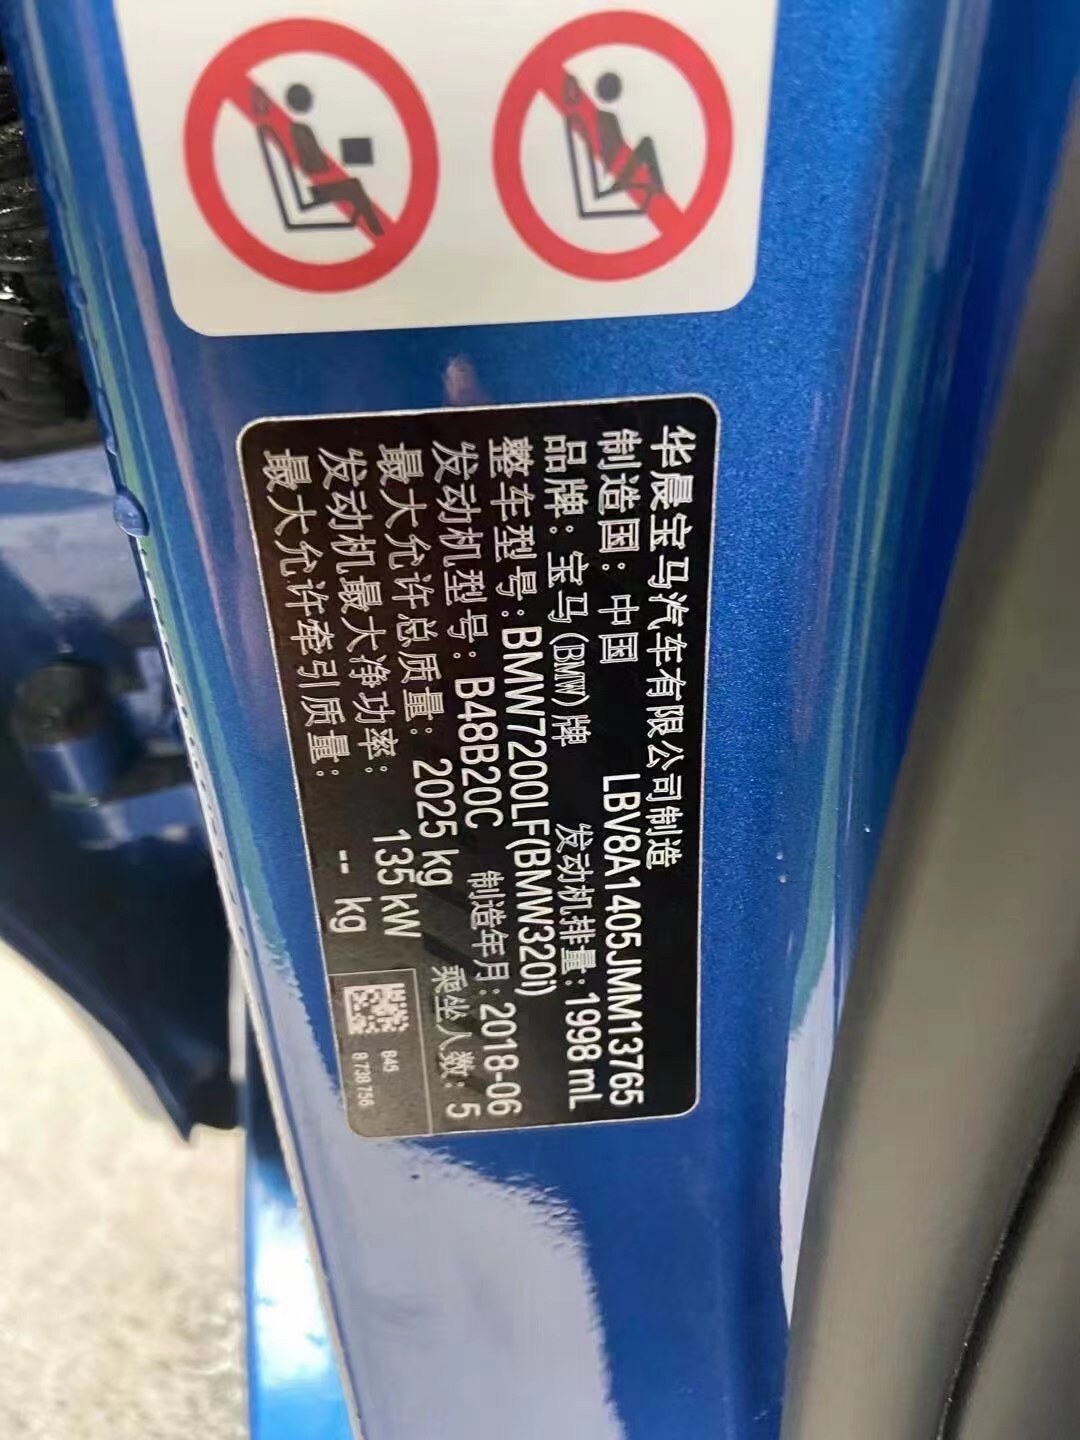 华晨宝马汽车有限公司制造
制造国：中国 LBV8A1405JMM13765
品牌：宝马(BMW)牌 发动机排量：1998 mL
整车型号：BMW7200LF(BMW320i)
发动机型号：B48B20C 制造年月：2018-06
最大允许总质量：2025 kg 乘坐人数：5
发动机最大净功率：135 kW
最大允许牵引质量：-- kg
8 738 756